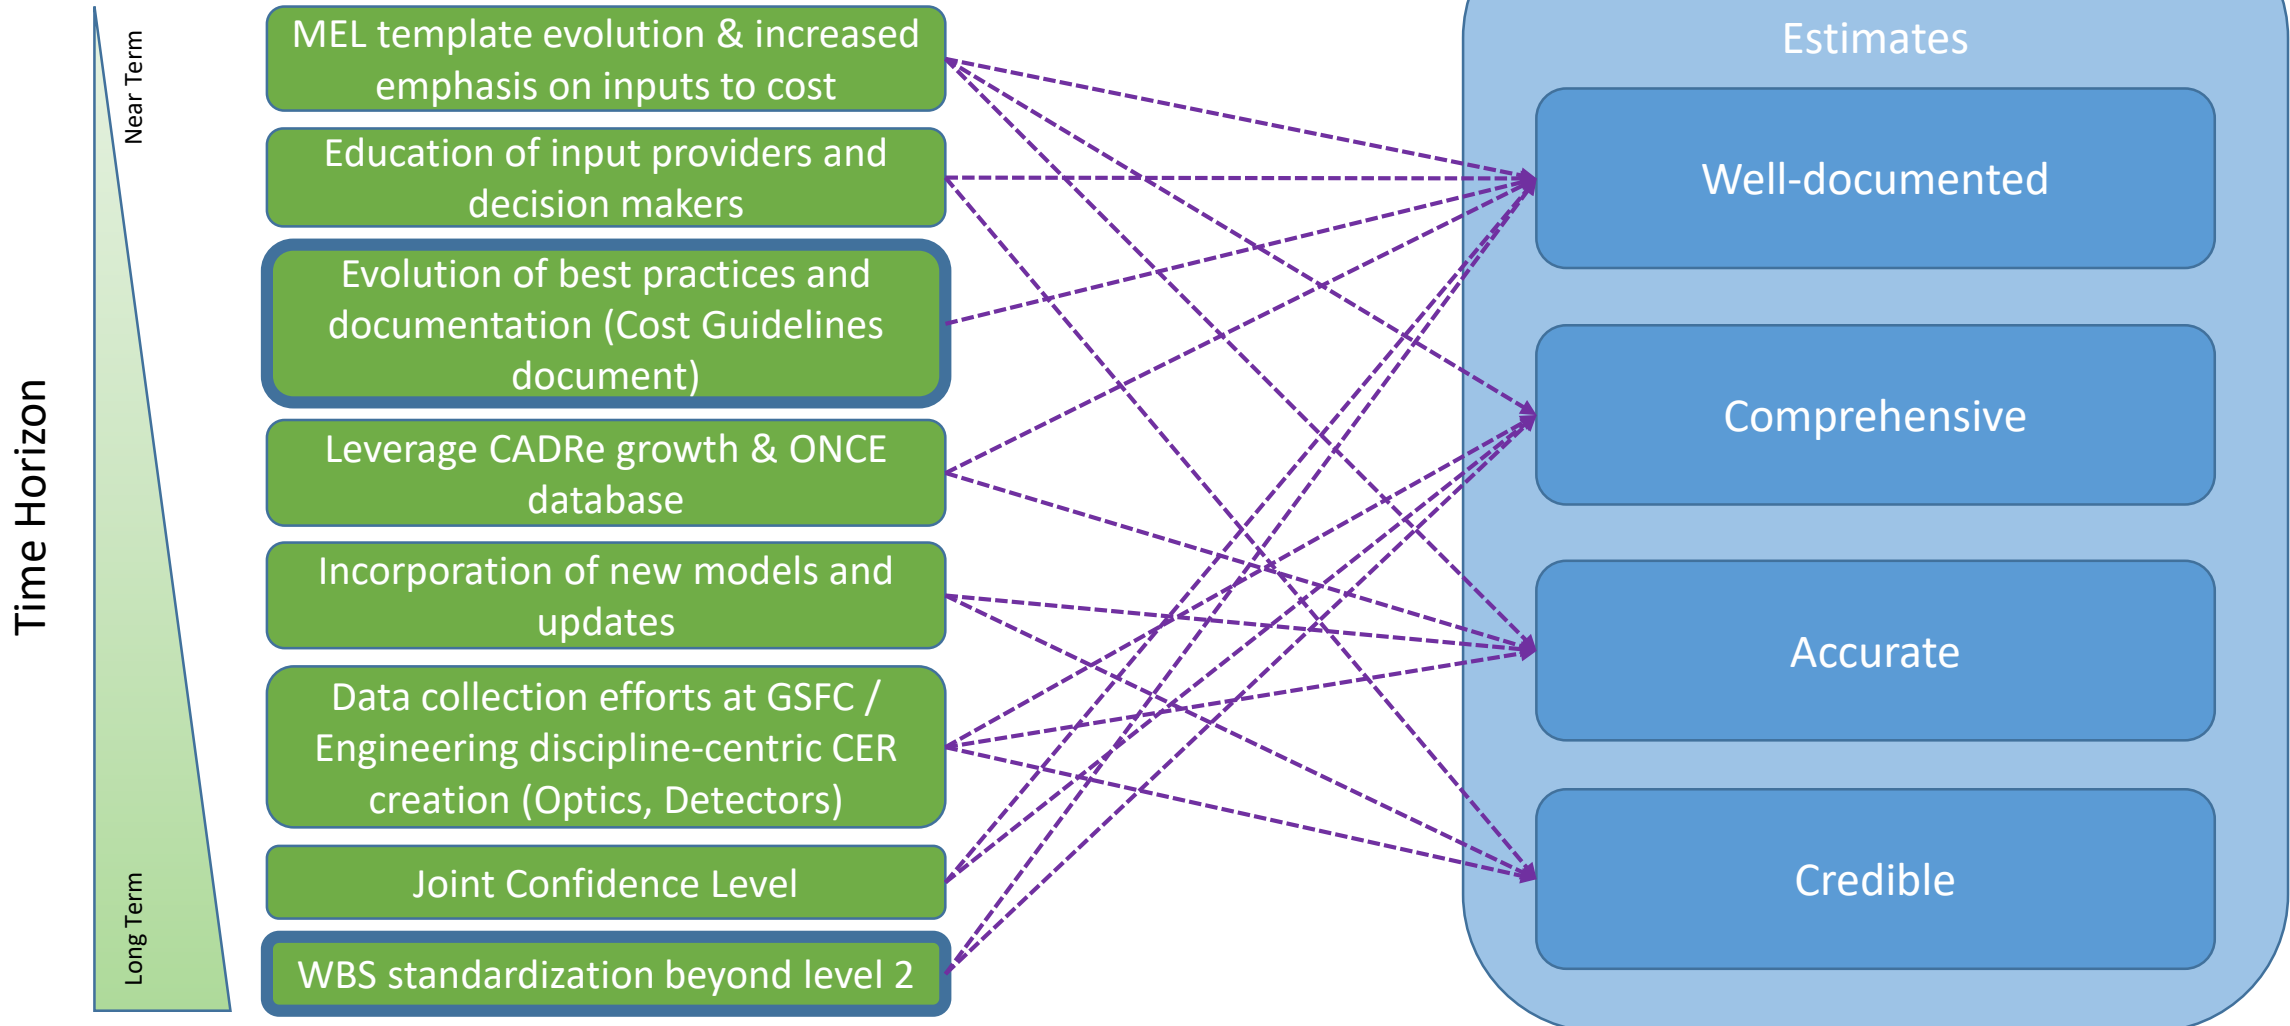 Time Horizon
Near Term
Long Term
MEL template evolution & increased
emphasis on inputs to cost
Education of input providers and
decision makers
Evolution of best practices and
documentation (Cost Guidelines
document)
Leverage CADRe growth & ONCE
database
Incorporation of new models and
updates
Data collection efforts at GSFC /
Engineering discipline-centric CER
creation (Optics, Detectors)
Joint Confidence Level
WBS standardization beyond level 2
Estimates
Well-documented
Comprehensive
Accurate
Credible